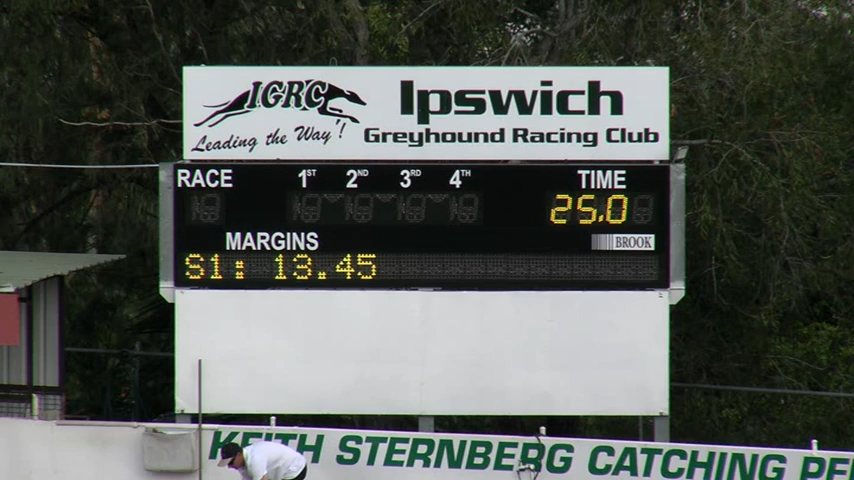 IGRC
Leading the Way!
Ipswich
Greyhound Racing Club
RACE 1ST 2ND 3RD 4TH TIME
25.0
MARGINS BROOK
S1: 13.45
KEITH STERNBERG CATCHING PE